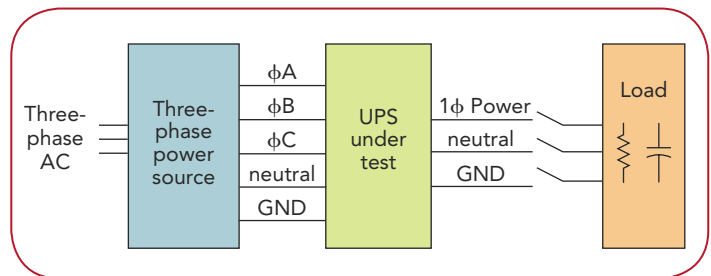 Three-
phase
AC
Three-
phase
power
source
ϕA
ϕB
ϕC
neutral
GND
UPS
under
test
1ϕ Power
neutral
GND
Load